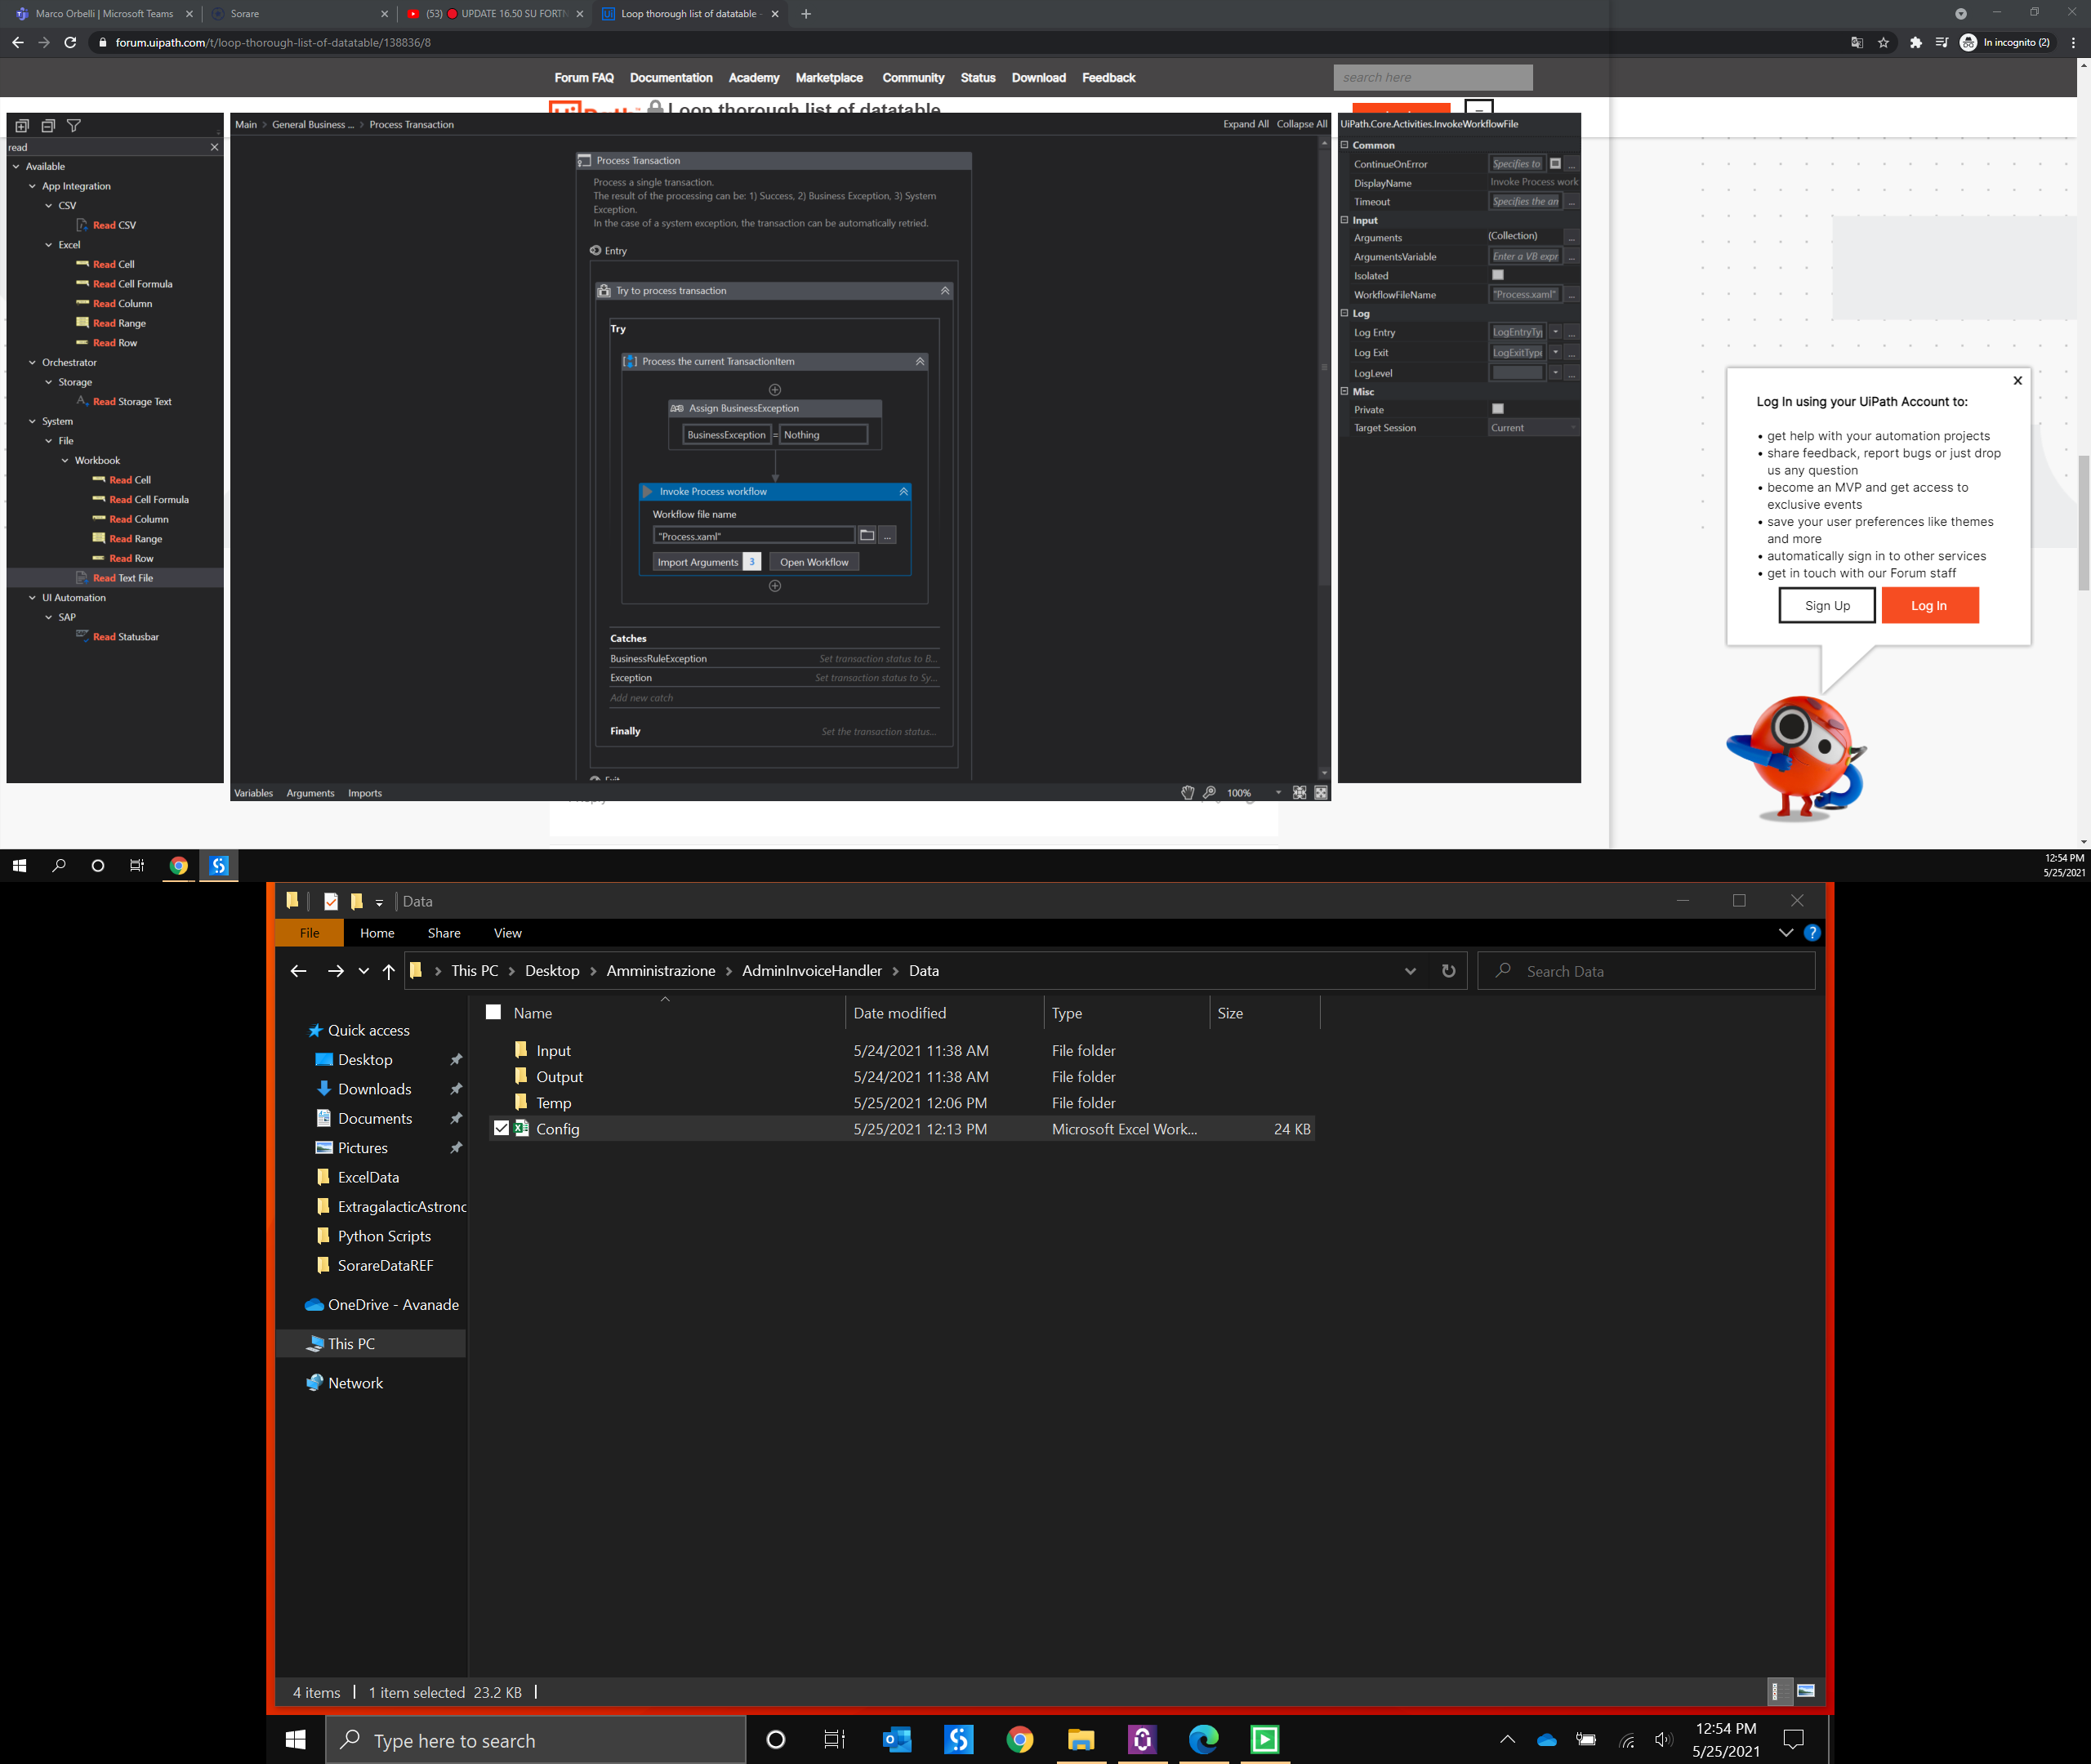 Marco Orbelli | Microsoft Teams
Sorare
(53) UPDATE 16.50 SU FORTN
Loop thorough list of datatable -
forum.uipath.com/t/loop-thorough-list-of-datatable/138836/8
In incognito (2)
Forum FAQ Documentation Academy Marketplace Community Status Download Feedback
search here
Loop thorough list of datatable
read
Available
App Integration
CSV
Read CSV
Excel
Read Cell
Read Cell Formula
Read Column
Read Range
Read Row
Orchestrator
Storage
Read Storage Text
System
File
Workbook
Read Cell
Read Cell Formula
Read Column
Read Range
Read Row
Read Text File
UI Automation
SAP
Read Statusbar
Main > General Business ... > Process Transaction
Expand All Collapse All
Process Transaction
Process a single transaction.
The result of the processing can be: 1) Success, 2) Business Exception, 3) System
Exception.
In the case of a system exception, the transaction can be automatically retried.
Entry
Try to process transaction
Try
Process the current TransactionItem
Assign BusinessException
BusinessException = Nothing
Invoke Process workflow
Workflow file name
"Process.xaml"
...
Import Arguments 3 Open Workflow
Catches
BusinessRuleException Set transaction status to B...
Exception Set transaction status to Sy...
Add new catch
Finally Set the transaction status...
Exit
Variables Arguments Imports
100%
UiPath.Core.Activities.InvokeWorkflowFile
Common
ContinueOnError Specifies to ...
DisplayName Invoke Process work
Timeout Specifies the an ...
Input
Arguments (Collection) ...
ArgumentsVariable Enter a VB expr ...
Isolated
WorkflowFileName "Process.xaml" ...
Log
Log Entry LogEntryTy ...
Log Exit LogExitType ...
LogLevel ...
Misc
Private
Target Session Current
x
Log In using your UiPath Account to:
• get help with your automation projects
• share feedback, report bugs or just drop
us any question
• become an MVP and get access to
exclusive events
• save your user preferences like themes
and more
• automatically sign in to other services
• get in touch with our Forum staff
Sign Up Log In
12:54 PM
5/25/2021
Data
File Home Share View
?
This PC > Desktop > Amministrazione > AdminInvoiceHandler > Data
Search Data
Name Date modified Type Size
Input 5/24/2021 11:38 AM File folder
Output 5/24/2021 11:38 AM File folder
Temp 5/25/2021 12:06 PM File folder
Config 5/25/2021 12:13 PM Microsoft Excel Work... 24 KB
Quick access
Desktop
Downloads
Documents
Pictures
ExcelData
ExtragalacticAstronc
Python Scripts
SorareDataREF
OneDrive - Avanade
This PC
Network
4 items 1 item selected 23.2 KB
Type here to search
12:54 PM
5/25/2021